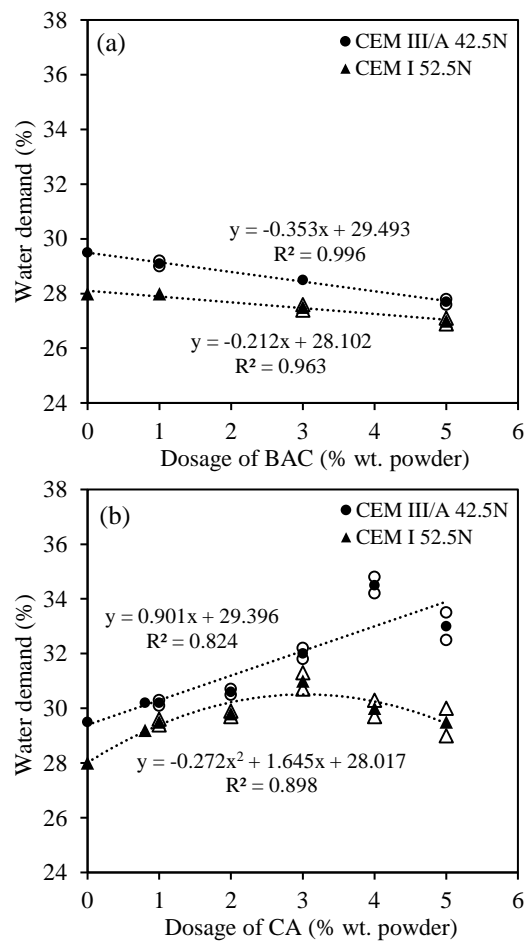 (a)
CEM III/A 42.5N
CEM I 52.5N
38
36
34
32
30
28
26
24
Water demand (%)
y = -0.353x + 29.493
R² = 0.996
y = -0.212x + 28.102
R² = 0.963
0 1 2 3 4 5 6
Dosage of BAC (% wt. powder)
(b)
CEM III/A 42.5N
CEM I 52.5N
38
36
34
32
30
28
26
24
Water demand (%)
y = 0.901x + 29.396
R² = 0.824
y = -0.272x² + 1.645x + 28.017
R² = 0.898
0 1 2 3 4 5 6
Dosage of CA (% wt. powder)